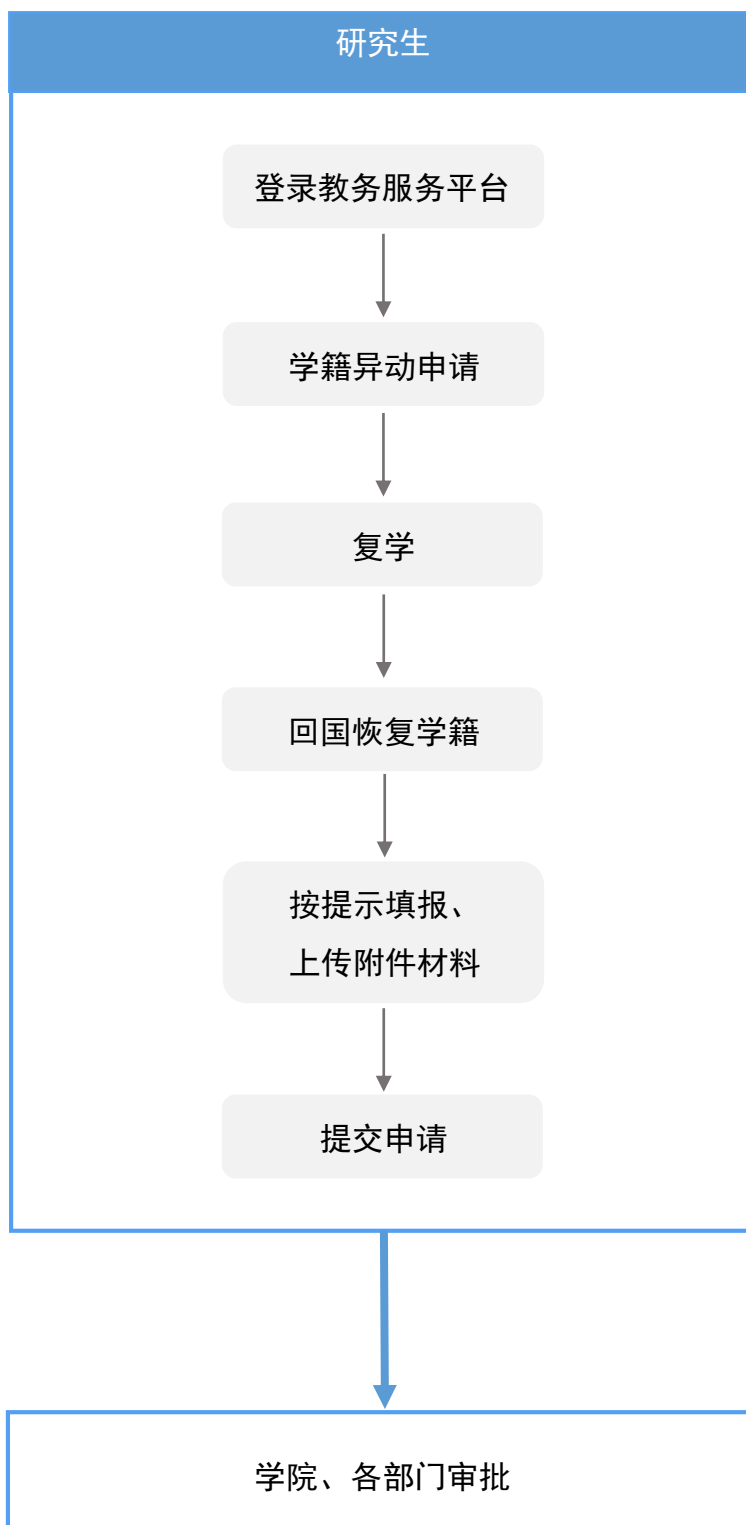 研究生
登录教务服务平台
学籍异动申请
复学
回国恢复学籍
按提示填报、
上传附件材料
提交申请
学院、各部门审批